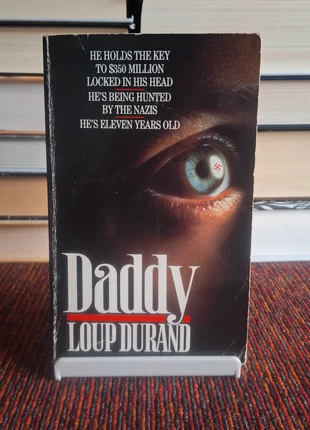 HE HOLDS THE KEY
TO $350 MILLION
LOCKED IN HIS HEAD
HE'S BEING HUNTED
BY THE NAZIS
HE'S ELEVEN YEARS OLD
Daddy
LOUP DURAND